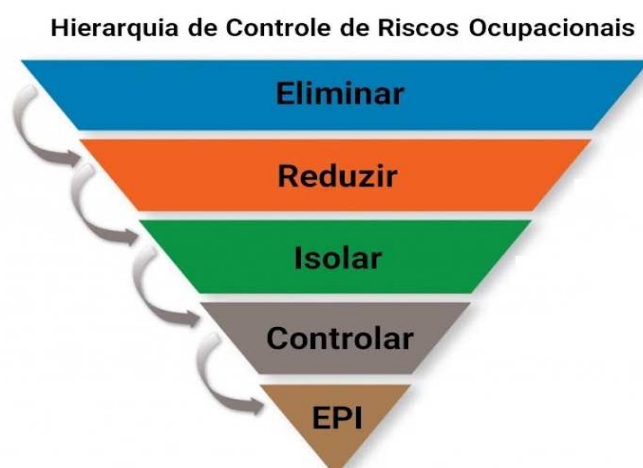 Hierarquia de Controle de Riscos Ocupacionais
Eliminar
Reduzir
Isolar
Controlar
EPI